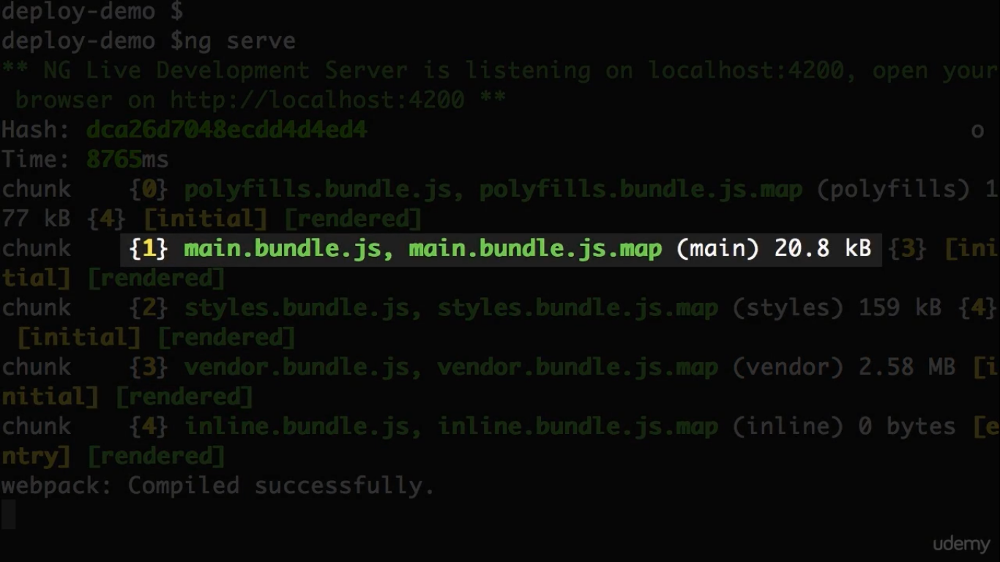 deploy-demo $
deploy-demo $ng serve
** NG Live Development Server is listening on localhost:4200, open your
browser on http://localhost:4200 **
Hash: dca26d7048ecdd4d4ed4 o
Time: 8765ms
chunk {0} polyfills.bundle.js, polyfills.bundle.js.map (polyfills) 1
77 kB {4} [initial] [rendered]
chunk {1} main.bundle.js, main.bundle.js.map (main) 20.8 kB {3} [ini
tial] [rendered]
chunk {2} styles.bundle.js, styles.bundle.js.map (styles) 159 kB {4}
[initial] [rendered]
chunk {3} vendor.bundle.js, vendor.bundle.js.map (vendor) 2.58 MB [i
nitial] [rendered]
chunk {4} inline.bundle.js, inline.bundle.js.map (inline) 0 bytes [e
ntry] [rendered]
webpack: Compiled successfully.
udemy